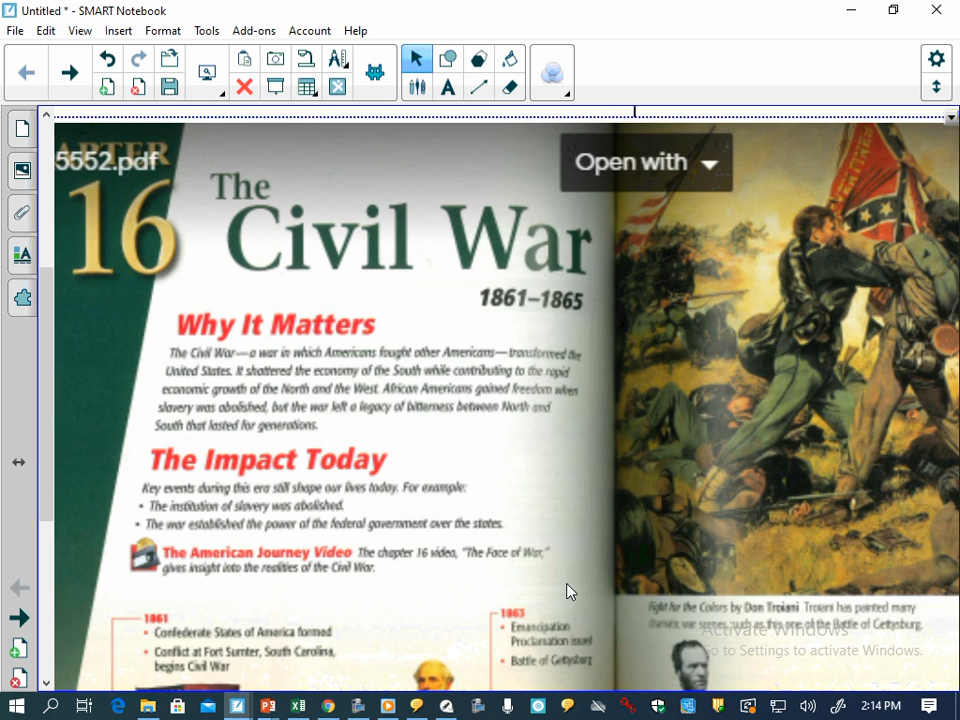 Untitled * - SMART Notebook
File Edit View Insert Format Tools Add-ons Account Help
5552.pdf
Open with
16
The
Civil War
1861–1865
Why It Matters
The Civil War—a war in which Americans fought other Americans—transformed the
United States. It shattered the economy of the South while contributing to the rapid
economic growth of the North and the West. African Americans gained freedom when
slavery was abolished, but the war left a legacy of bitterness between North and
South that lasted for generations.
The Impact Today
Key events during this era still shape our lives today. For example:
• The institution of slavery was abolished.
• The war established the power of the federal government over the states.
The American Journey Video The chapter 16 video, "The Face of War,"
gives insight into the realities of the Civil War.
1861
• Confederate States of America formed
• Conflict at Fort Sumter, South Carolina,
begins Civil War
1863
• Emancipation
Proclamation issued
• Battle of Gettysburg
Fight for the Colors by Don Troiani Troiani has painted many
dramatic war scenes, such as this one of the Battle of Gettysburg.
Activate Windows
Go to Settings to activate Windows.
2:14 PM